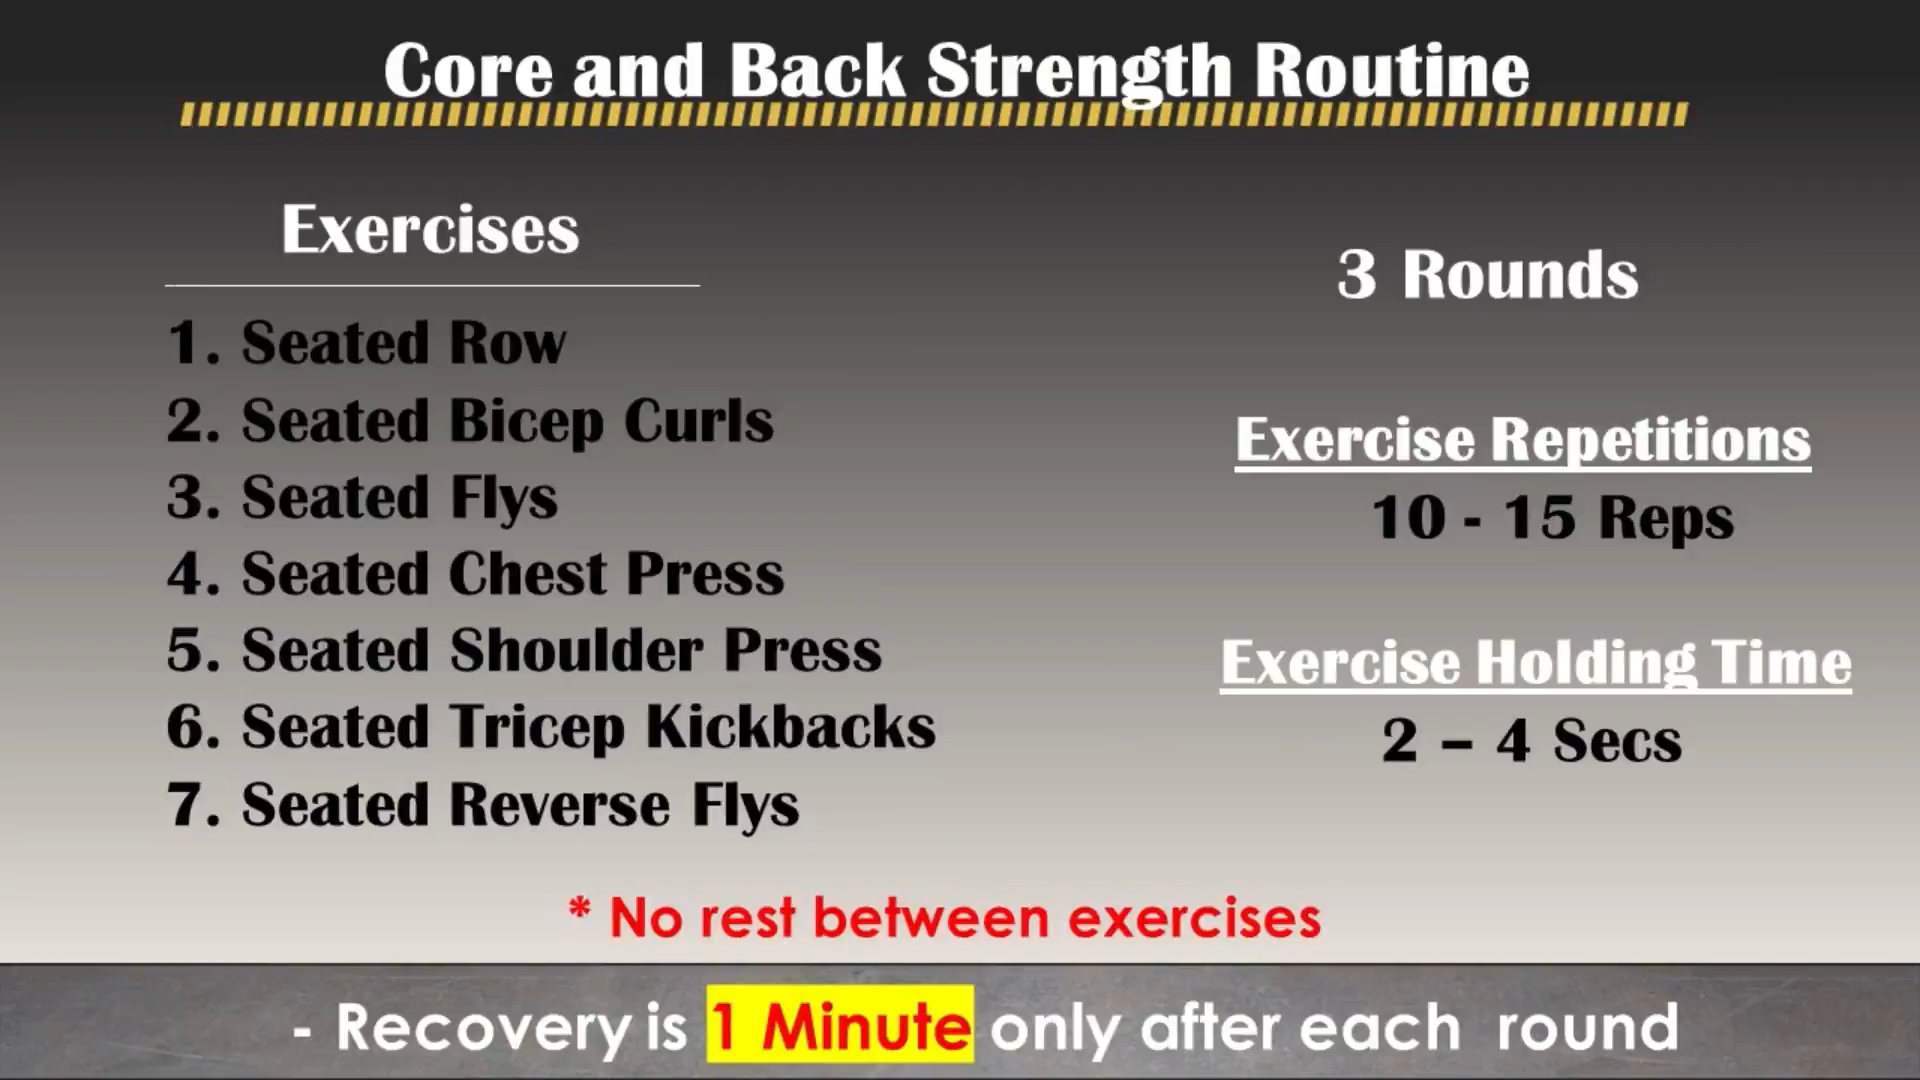 Core and Back Strength Routine
Exercises
1. Seated Row
2. Seated Bicep Curls
3. Seated Flys
4. Seated Chest Press
5. Seated Shoulder Press
6. Seated Tricep Kickbacks
7. Seated Reverse Flys
3 Rounds
Exercise Repetitions
10 - 15 Reps
Exercise Holding Time
2 – 4 Secs
* No rest between exercises
- Recovery is 1 Minute only after each round